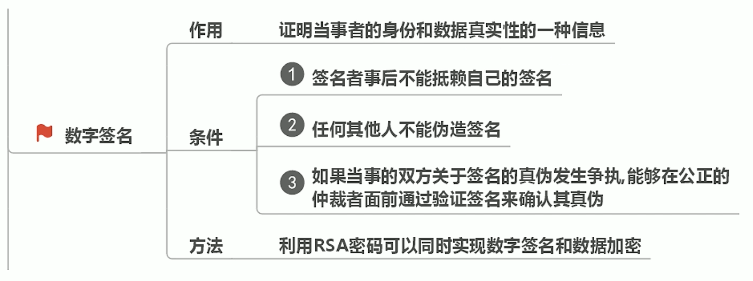 作用
证明当事者的身份和数据真实性的一种信息
1 签名者事后不能抵赖自己的签名
数字签名
条件
2 任何其他人不能伪造签名
3 如果当事的双方关于签名的真伪发生争执,能够在公正的
仲裁者面前通过验证签名来确认其真伪
方法
利用RSA密码可以同时实现数字签名和数据加密